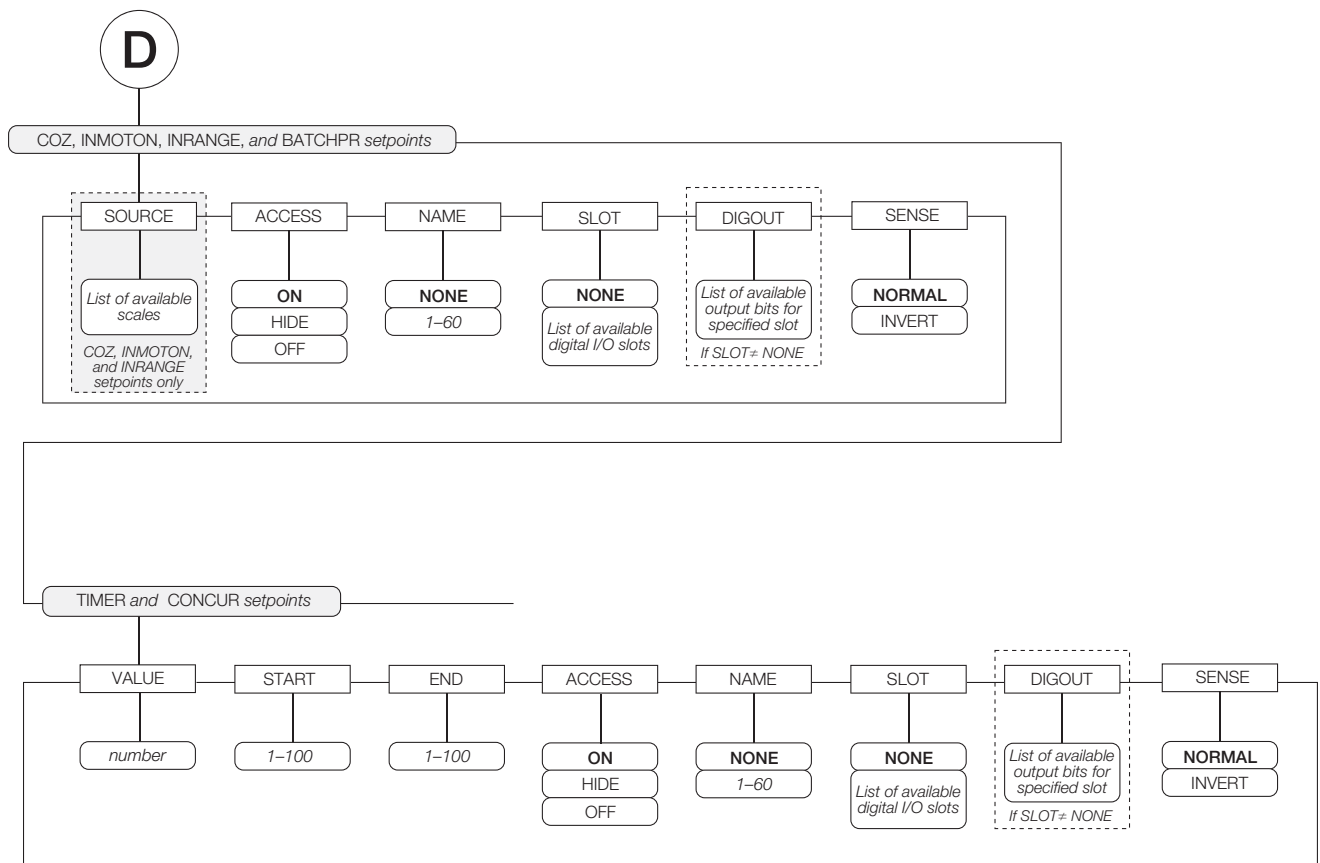 D
COZ, INMOTON, INRANGE, and BATCHPR setpoints
SOURCE
ACCESS
NAME
SLOT
DIGOUT
SENSE
List of available
scales
COZ, INMOTON,
and INRANGE
setpoints only
ON
HIDE
OFF
NONE
1–60
NONE
List of available
digital I/O slots
List of available
output bits for
specified slot
If SLOT≠ NONE
NORMAL
INVERT
TIMER and CONCUR setpoints
VALUE
START
END
ACCESS
NAME
SLOT
DIGOUT
SENSE
number
1–100
1–100
ON
HIDE
OFF
NONE
1–60
NONE
List of available
digital I/O slots
List of available
output bits for
specified slot
If SLOT≠ NONE
NORMAL
INVERT